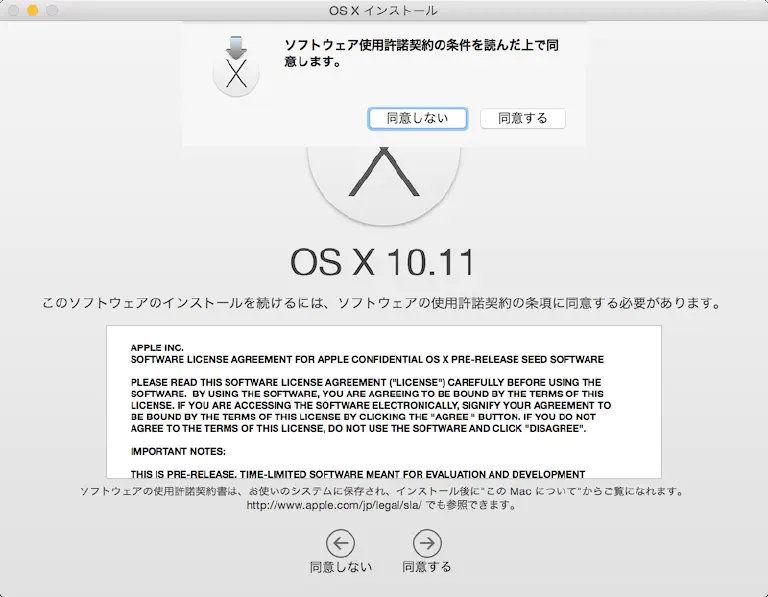 OS X インストール
ソフトウェア使用許諾契約の条件を読んだ上で同
意します。
同意しない
同意する
OS X 10.11
このソフトウェアのインストールを続けるには、ソフトウェアの使用許諾契約の条項に同意する必要があります。
APPLE INC.
SOFTWARE LICENSE AGREEMENT FOR APPLE CONFIDENTIAL OS X PRE-RELEASE SEED SOFTWARE
PLEASE READ THIS SOFTWARE LICENSE AGREEMENT ("LICENSE") CAREFULLY BEFORE USING THE
SOFTWARE. BY USING THE SOFTWARE, YOU ARE AGREEING TO BE BOUND BY THE TERMS OF THIS
LICENSE. IF YOU ARE ACCESSING THE SOFTWARE ELECTRONICALLY, SIGNIFY YOUR AGREEMENT TO
BE BOUND BY THE TERMS OF THIS LICENSE BY CLICKING THE "AGREE " BUTTON. IF YOU DO NOT
AGREE TO THE TERMS OF THIS LICENSE, DO NOT USE THE SOFTWARE AND CLICK "DISAGREE".
IMPORTANT NOTES:
THIS IS PRE-RELEASE, TIME-LIMITED SOFTWARE MEANT FOR EVALUATION AND DEVELOPMENT
ソフトウェアの使用許諾契約書は、お使いのシステムに保存され、インストール後に"この Mac について"からご覧になれます。
http://www.apple.com/jp/legal/sla/ でも参照できます。
同意しない
同意する